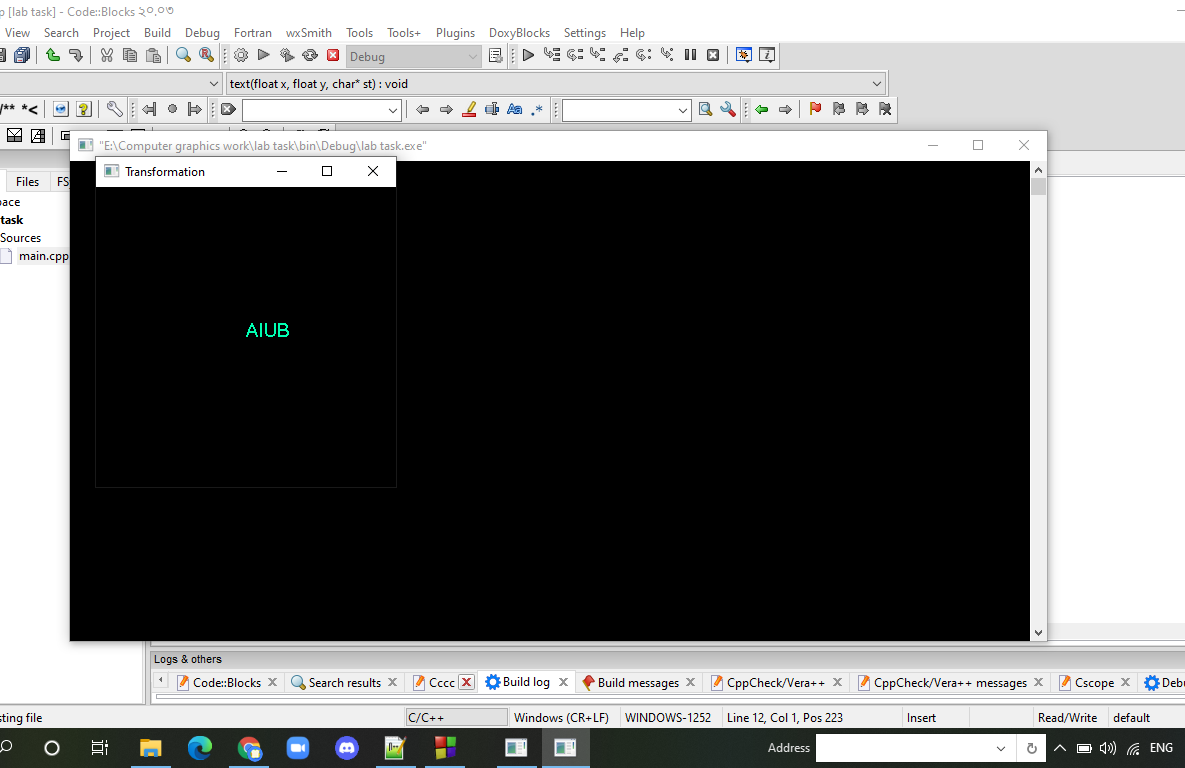 p [lab task] - Code::Blocks ২০.০৩
View Search Project Build Debug Fortran wxSmith Tools Tools+ Plugins DoxyBlocks Settings Help
Debug
text(float x, float y, char* st) : void
/** *<
Aa .*
"E:\Computer graphics work\lab task\bin\Debug\lab task.exe"
Transformation
Files FS
pace
task
Sources
main.cpp
AIUB
Logs & others
Code::Blocks Search results Cccc Build log Build messages CppCheck/Vera++ CppCheck/Vera++ messages Cscope Debu
sting file C/C++ Windows (CR+LF) WINDOWS-1252 Line 12, Col 1, Pos 223 Insert Read/Write default
Address ENG